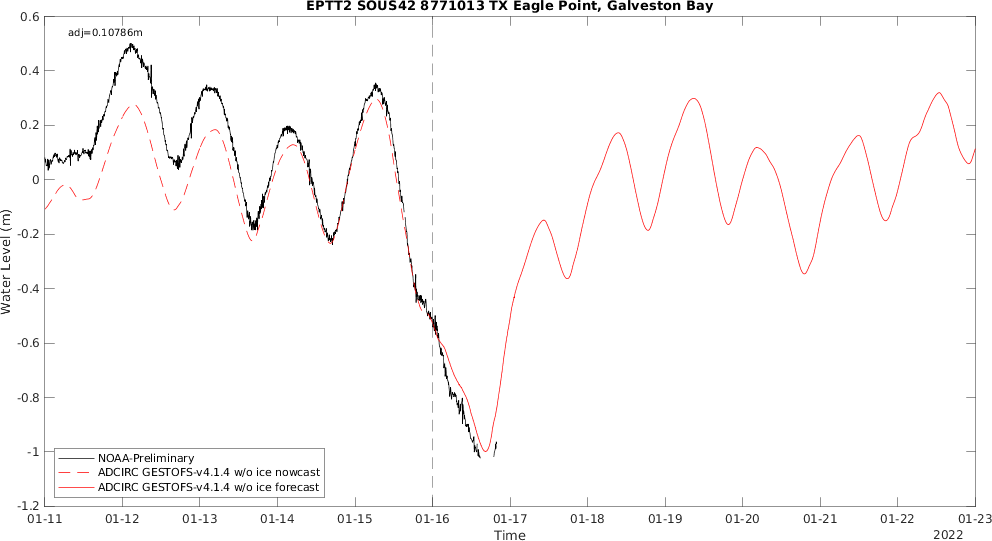 EPTT2 SOUS42 8771013 TX Eagle Point, Galveston Bay
adj=0.10786m
0.6
0.4
0.2
0
-0.2
-0.4
-0.6
-0.8
-1
-1.2
Water Level (m)
NOAA-Preliminary
ADCIRC GESTOFS-v4.1.4 w/o ice nowcast
ADCIRC GESTOFS-v4.1.4 w/o ice forecast
01-11 01-12 01-13 01-14 01-15 01-16 01-17 01-18 01-19 01-20 01-21 01-22 01-23
Time
2022